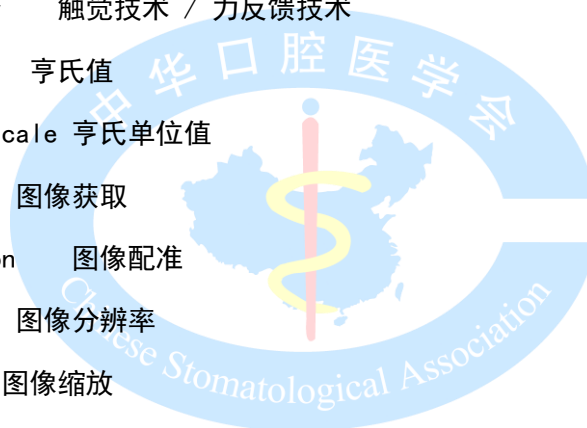 触觉技术 / 力反馈技术
亨氏值
cale 亨氏单位值
图像获取
on 图像配准
图像分辨率
图像缩放
中华口腔医学会
Chinese Stomatological Association